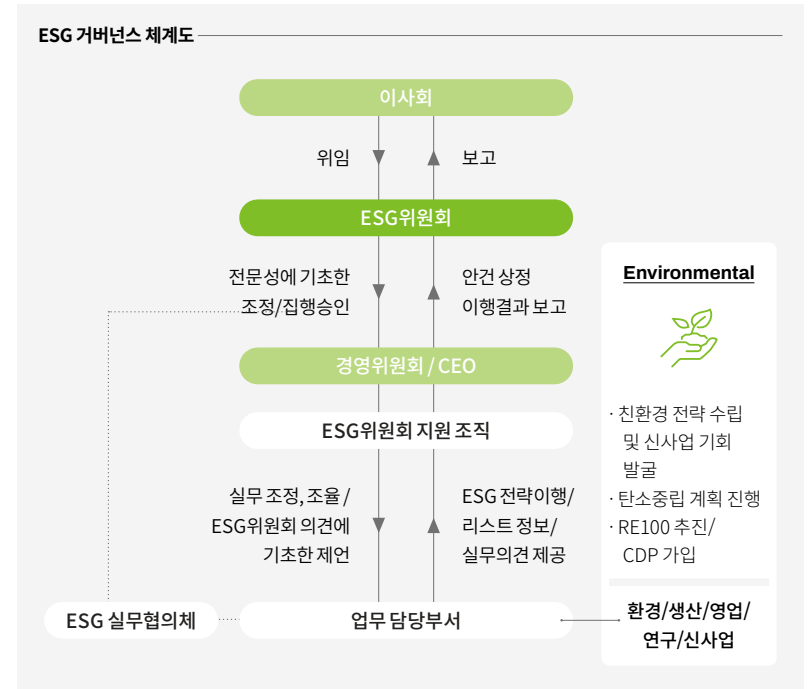 ESG 거버넌스 체계도
이사회
위임
보고
ESG위원회
전문성에 기초한
조정/집행승인
안건 상정
이행결과 보고
경영위원회 / CEO
ESG위원회 지원 조직
실무 조정, 조율 /
ESG위원회 의견에
기초한 제언
ESG 전략이행/
리스트 정보/
실무의견 제공
ESG 실무협의체
업무 담당부서
Environmental
· 친환경 전략 수립
및 신사업 기회
발굴
· 탄소중립 계획 진행
· RE100 추진/
CDP 가입
환경/생산/영업/
연구/신사업